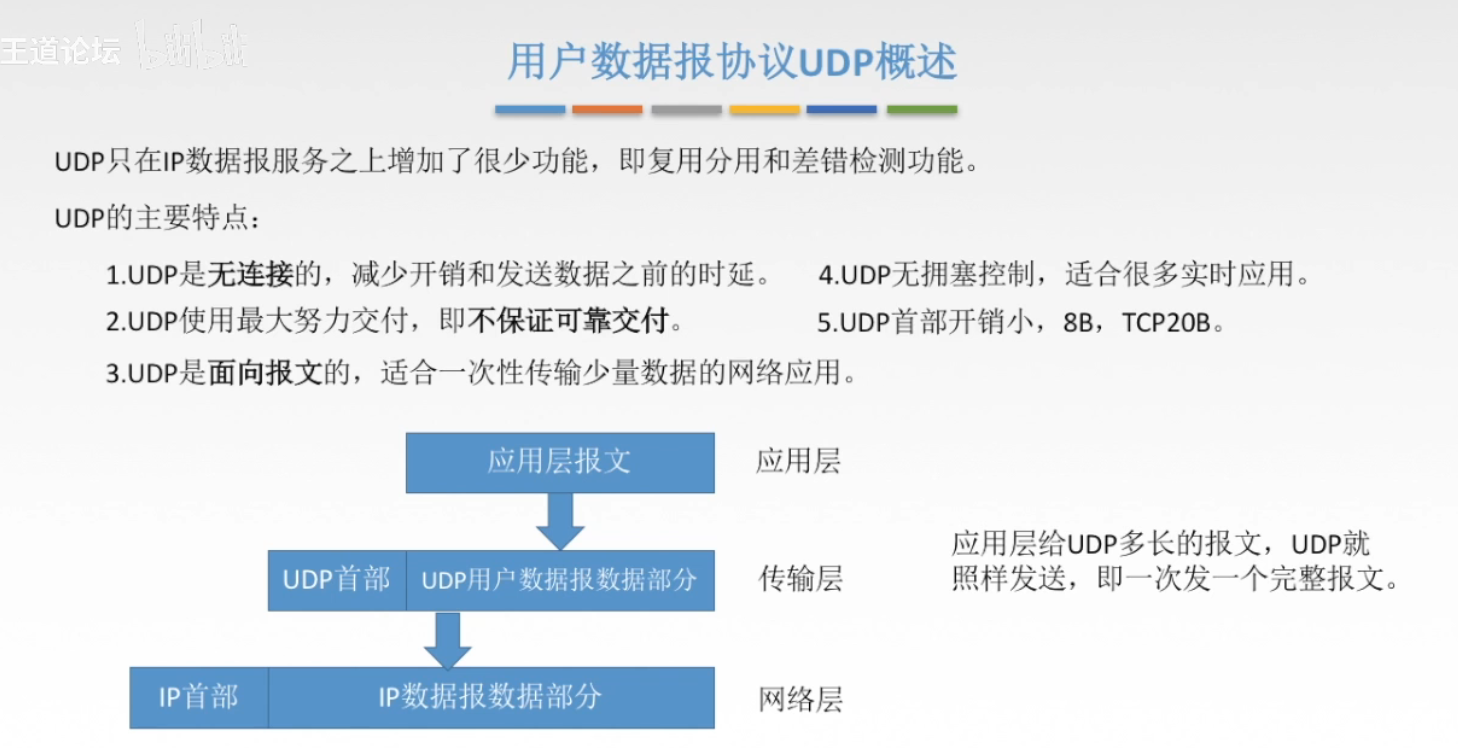 王道论坛 bilibili
用户数据报协议UDP概述
UDP只在IP数据报服务之上增加了很少功能，即复用分用和差错检测功能。
UDP的主要特点：
1.UDP是无连接的，减少开销和发送数据之前的时延。
2.UDP使用最大努力交付，即不保证可靠交付。
3.UDP是面向报文的，适合一次性传输少量数据的网络应用。
4.UDP无拥塞控制，适合很多实时应用。
5.UDP首部开销小，8B，TCP20B。
应用层报文
应用层
UDP首部
UDP用户数据报数据部分
传输层
应用层给UDP多长的报文，UDP就
照样发送，即一次发一个完整报文。
IP首部
IP数据报数据部分
网络层